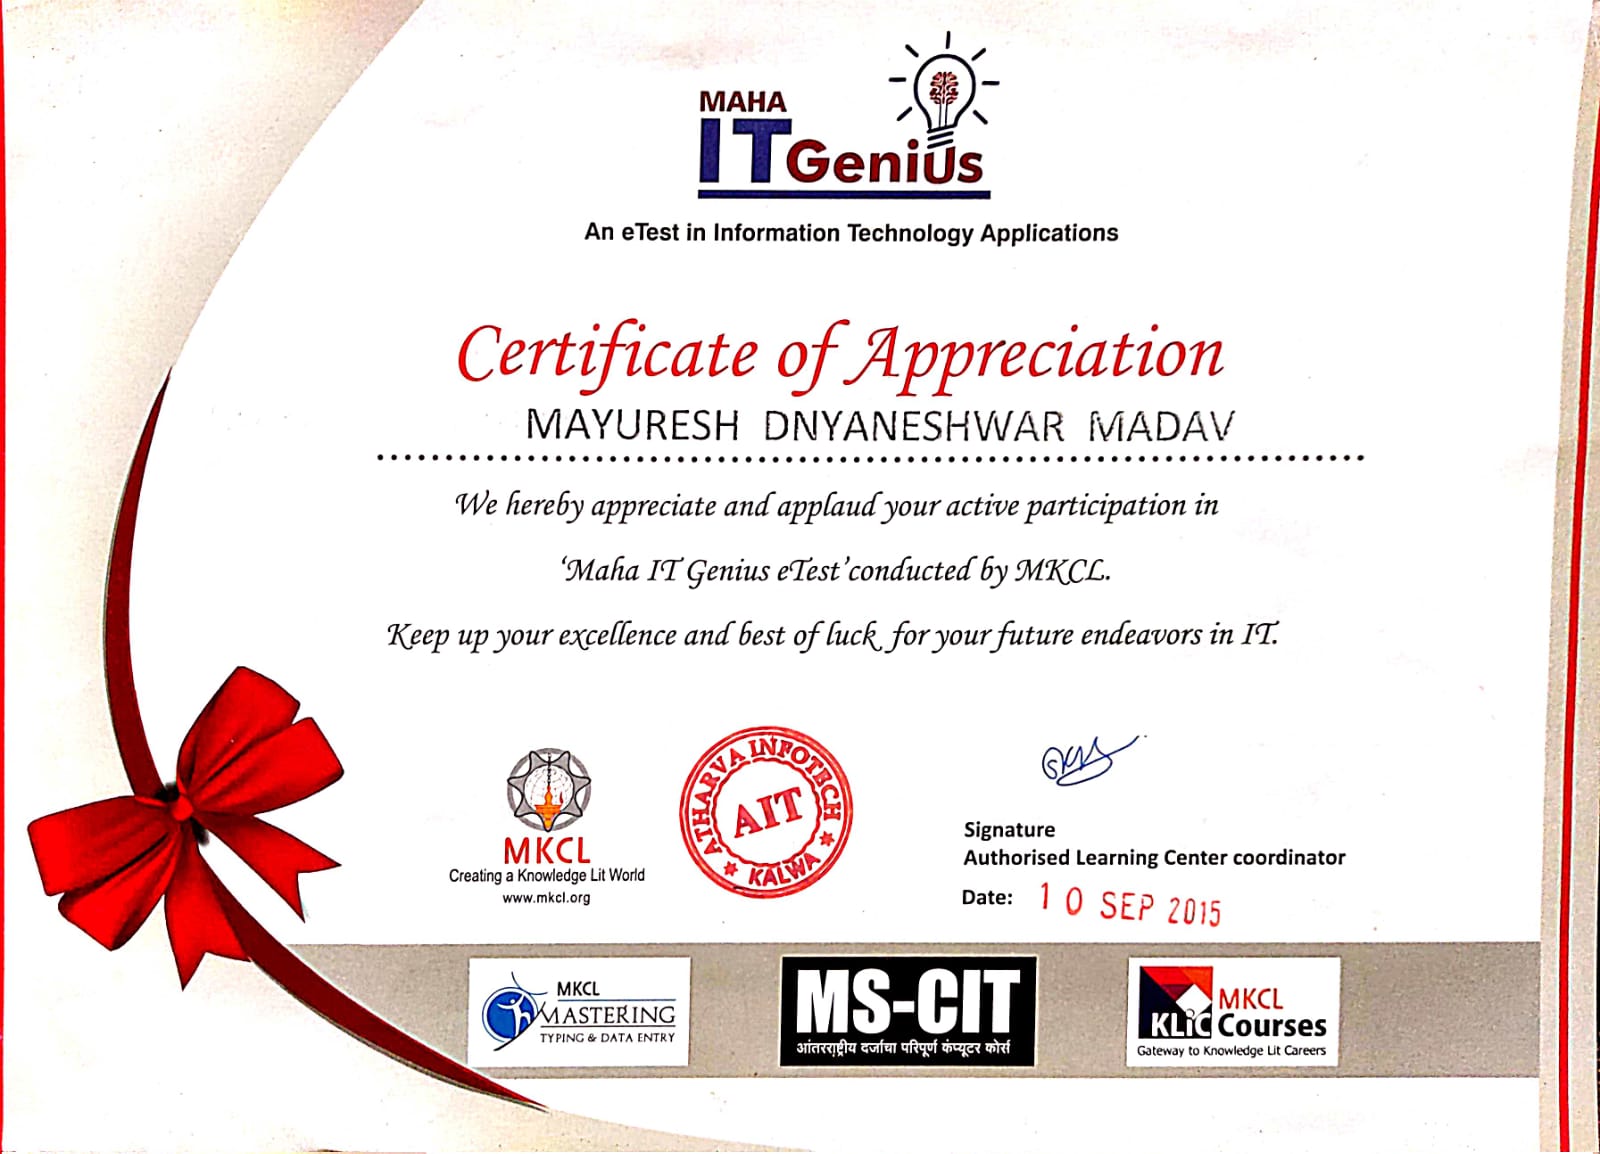 MAHA
IT Genius
An eTest in Information Technology Applications
Certificate of Appreciation
MAYURESH DNYANESHWAR MADAV
We hereby appreciate and applaud your active participation in
‘Maha IT Genius eTest’conducted by MKCL.
Keep up your excellence and best of luck for your future endeavors in IT.
MKCL
Creating a Knowledge Lit World
www.mkcl.org
ATHARVA INFOTECH
AIT
KALWA
Signature
Authorised Learning Center coordinator
Date: 10 SEP 2015
MKCL
MASTERING
TYPING & DATA ENTRY
MS-CIT
आंतरराष्ट्रीय दर्जाचा परिपूर्ण कंप्यूटर कोर्स
MKCL
KLiC Courses
Gateway to Knowledge Lit Careers